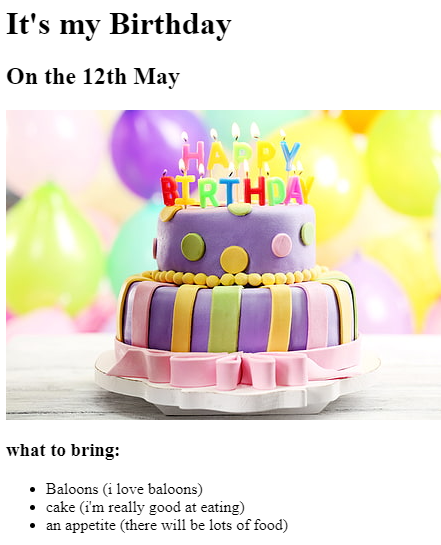 It's my Birthday
On the 12th May
HAPPY
BIRTHDAY
what to bring:
Baloons (i love baloons)
cake (i'm really good at eating)
an appetite (there will be lots of food)